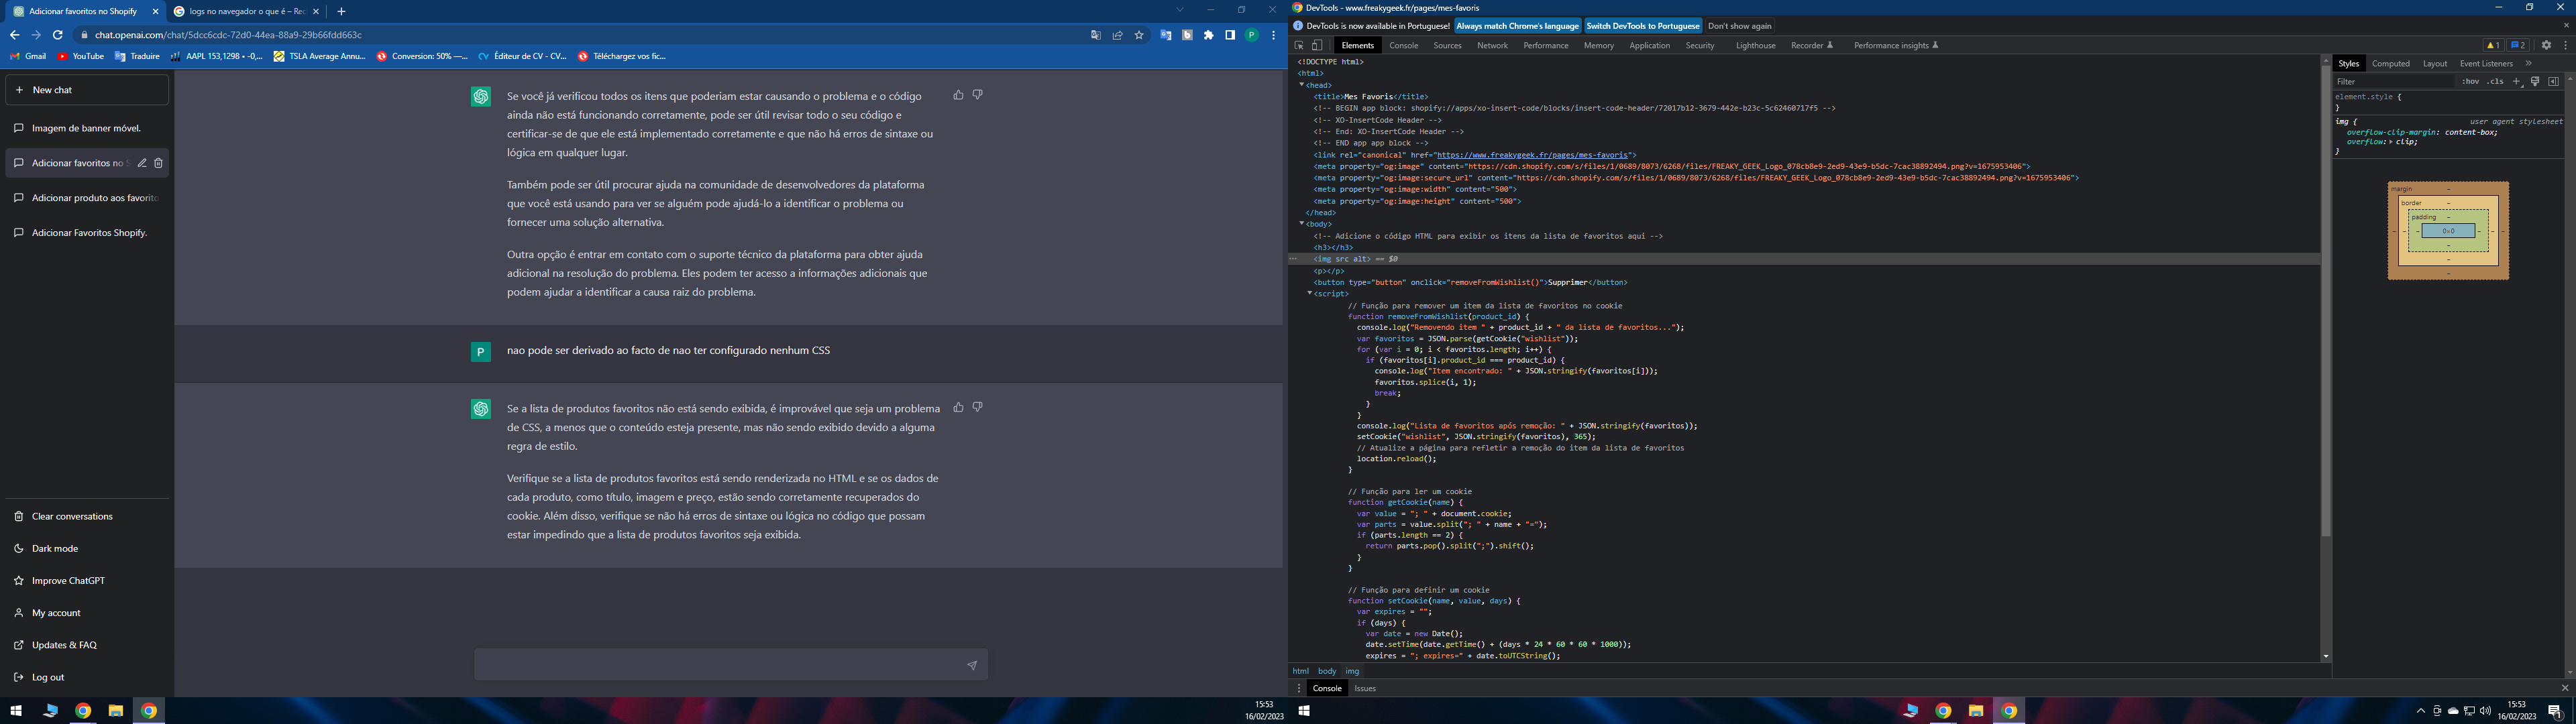 Adicionar favoritos no Shopify
logs no navegador o que é – Rec
chat.openai.com/chat/5dcc6cdc-72d0-44ea-88a9-29b66fdd663c
Gmail YouTube Traduire AAPL 153,1298 • -0,... TSLA Average Annu... Conversion: 50% —... Éditeur de CV - CV... Téléchargez vos fic...
New chat
Imagem de banner móvel.
Adicionar favoritos no S
Adicionar produto aos favorito
Adicionar Favoritos Shopify.
Clear conversations
Dark mode
Improve ChatGPT
My account
Updates & FAQ
Log out
Se você já verificou todos os itens que poderiam estar causando o problema e o código
ainda não está funcionando corretamente, pode ser útil revisar todo o seu código e
certificar-se de que ele está implementado corretamente e que não há erros de sintaxe ou
lógica em qualquer lugar.
Também pode ser útil procurar ajuda na comunidade de desenvolvedores da plataforma
que você está usando para ver se alguém pode ajudá-lo a identificar o problema ou
fornecer uma solução alternativa.
Outra opção é entrar em contato com o suporte técnico da plataforma para obter ajuda
adicional na resolução do problema. Eles podem ter acesso a informações adicionais que
podem ajudar a identificar a causa raiz do problema.
P
nao pode ser derivado ao facto de nao ter configurado nenhum CSS
Se a lista de produtos favoritos não está sendo exibida, é improvável que seja um problema
de CSS, a menos que o conteúdo esteja presente, mas não sendo exibido devido a alguma
regra de estilo.
Verifique se a lista de produtos favoritos está sendo renderizada no HTML e se os dados de
cada produto, como título, imagem e preço, estão sendo corretamente recuperados do
cookie. Além disso, verifique se não há erros de sintaxe ou lógica no código que possam
estar impedindo que a lista de produtos favoritos seja exibida.
15:53
16/02/2023
DevTools - www.freakygeek.fr/pages/mes-favoris
DevTools is now available in Portuguese! Always match Chrome's language Switch DevTools to Portuguese Don't show again
Elements Console Sources Network Performance Memory Application Security Lighthouse Recorder Performance insights 1 2
<!DOCTYPE html>
<html>
<head>
<title>Mes Favoris</title>
<!-- BEGIN app block: shopify://apps/xo-insert-code/blocks/insert-code-header/72017b12-3679-442e-b23c-5c62460717f5 -->
<!-- XO-InsertCode Header -->
<!-- End: XO-InsertCode Header -->
<!-- END app app block -->
<link rel="canonical" href="https://www.freakygeek.fr/pages/mes-favoris">
<meta property="og:image" content="https://cdn.shopify.com/s/files/1/0689/8073/6268/files/FREAKY_GEEK_Logo_078cb8e9-2ed9-43e9-b5dc-7cac38892494.png?v=1675953406">
<meta property="og:image:secure_url" content="https://cdn.shopify.com/s/files/1/0689/8073/6268/files/FREAKY_GEEK_Logo_078cb8e9-2ed9-43e9-b5dc-7cac38892494.png?v=1675953406">
<meta property="og:image:width" content="500">
<meta property="og:image:height" content="500">
</head>
<body>
<!-- Adicione o código HTML para exibir os itens da lista de favoritos aqui -->
<h3></h3>
<img src alt> == $0
<p></p>
<button type="button" onclick="removeFromWishlist()">Supprimer</button>
<script>
// Função para remover um item da lista de favoritos no cookie
function removeFromWishlist(product_id) {
console.log("Removendo item " + product_id + " da lista de favoritos...");
var favoritos = JSON.parse(getCookie("wishlist"));
for (var i = 0; i < favoritos.length; i++) {
if (favoritos[i].product_id === product_id) {
console.log("Item encontrado: " + JSON.stringify(favoritos[i]));
favoritos.splice(i, 1);
break;
}
}
console.log("Lista de favoritos após remoção: " + JSON.stringify(favoritos));
setCookie("wishlist", JSON.stringify(favoritos), 365);
// Atualize a página para refletir a remoção do item da lista de favoritos
location.reload();
}
// Função para ler um cookie
function getCookie(name) {
var value = "; " + document.cookie;
var parts = value.split("; " + name + "=");
if (parts.length == 2) {
return parts.pop().split(";").shift();
}
}
// Função para definir um cookie
function setCookie(name, value, days) {
var expires = "";
if (days) {
var date = new Date();
date.setTime(date.getTime() + (days * 24 * 60 * 60 * 1000));
expires = "; expires=" + date.toUTCString();
html body img
Console Issues
Styles Computed Layout Event Listeners
Filter :hov .cls
element.style {
}
img { user agent stylesheet
overflow-clip-margin: content-box;
overflow: clip;
}
margin -
border -
padding -
0×0
15:53
16/02/2023